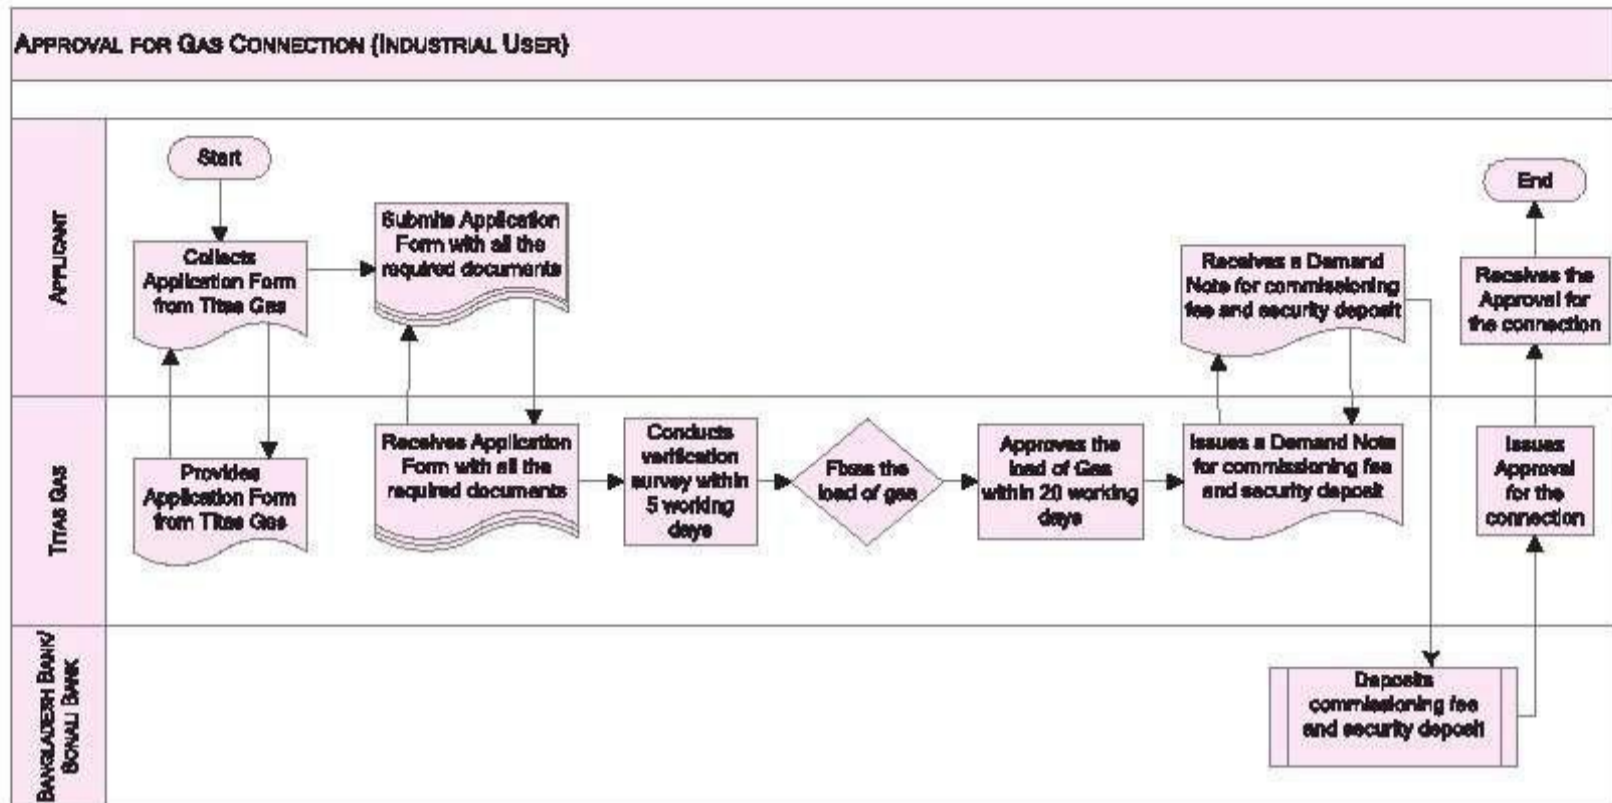 APPROVAL FOR GAS CONNECTION (INDUSTRIAL USER)
APPLICANT
Start
Collects
Application Form
from Titas Gas
Submits Application
Form with all the
required documents
Receives a Demand
Note for commissioning
fee and security deposit
End
Receives the
Approval for
the connection
TITAS GAS
Provides
Application Form
from Titas Gas
Receives Application
Form with all the
required documents
Conducts
verification
survey within
5 working
days
Fixes the
load of gas
Approves the
load of Gas
within 20 working
days
Issues a Demand Note
for commissioning fee
and security deposit
Issues
Approval
for the
connection
BANGLADESH BANK/
SONALI BANK
Deposits
commissioning fee
and security deposit